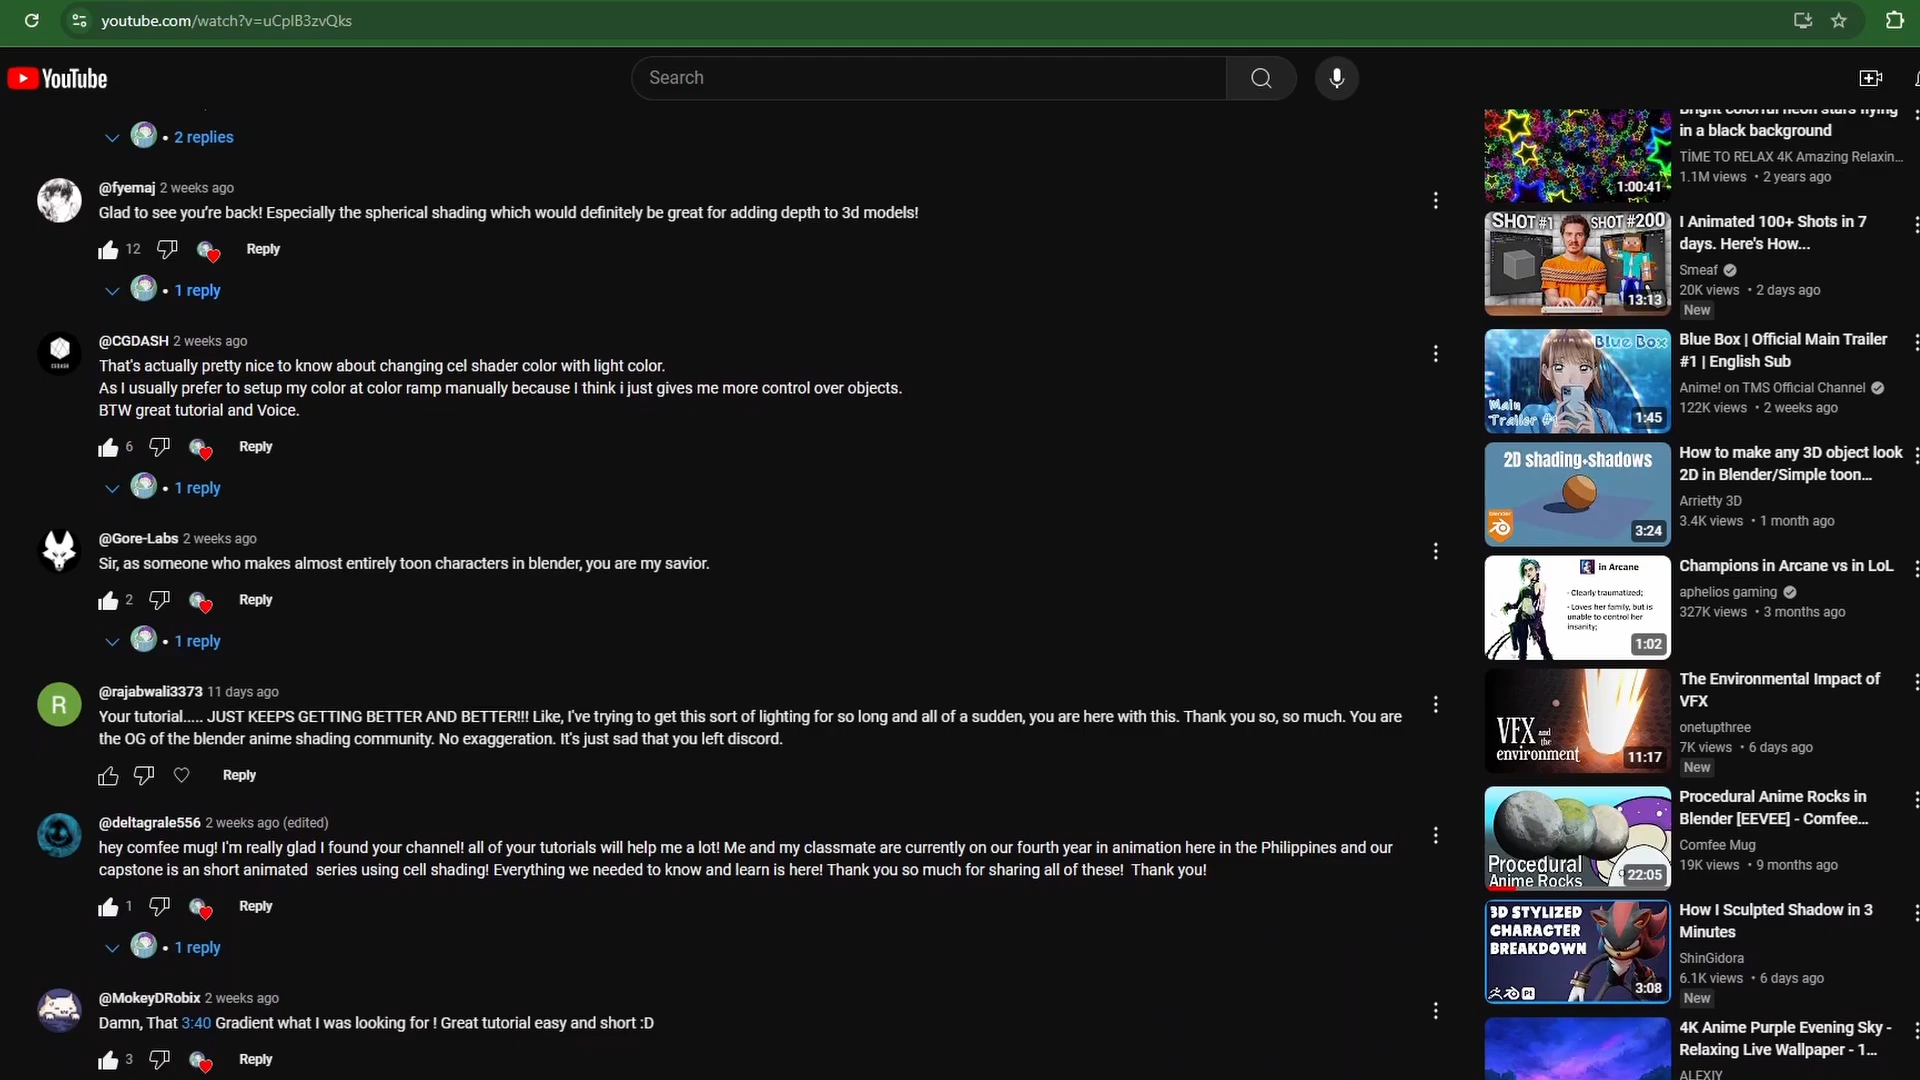 youtube.com/watch?v=uCplB3zvQks
YouTube
Search
2 replies
@fyemaj 2 weeks ago
Glad to see you're back! Especially the spherical shading which would definitely be great for adding depth to 3d models!
12 Reply
1 reply
@CGDASH 2 weeks ago
That's actually pretty nice to know about changing cel shader color with light color.
As I usually prefer to setup my color at color ramp manually because I think i just gives me more control over objects.
BTW great tutorial and Voice.
6 Reply
1 reply
@Gore-Labs 2 weeks ago
Sir, as someone who makes almost entirely toon characters in blender, you are my savior.
2 Reply
1 reply
R
@rajabwali3373 11 days ago
Your tutorial..... JUST KEEPS GETTING BETTER AND BETTER!!! Like, I've trying to get this sort of lighting for so long and all of a sudden, you are here with this. Thank you so, so much. You are
the OG of the blender anime shading community. No exaggeration. It's just sad that you left discord.
Reply
@deltagrale556 2 weeks ago (edited)
hey comfee mug! I'm really glad I found your channel! all of your tutorials will help me a lot! Me and my classmate are currently on our fourth year in animation here in the Philippines and our
capstone is an short animated series using cell shading! Everything we needed to know and learn is here! Thank you so much for sharing all of these! Thank you!
1 Reply
1 reply
@MokeyDRobix 2 weeks ago
Damn, That 3:40 Gradient what I was looking for ! Great tutorial easy and short :D
3 Reply
Bright colorful neon stars flying
in a black background
TİME TO RELAX 4K Amazing Relaxin...
1.1M views • 2 years ago
1:00:41
SHOT #1 SHOT #200
13:13
I Animated 100+ Shots in 7
days. Here's How...
Smeaf
20K views • 2 days ago
New
Blue Box
Main
Trailer #1
1:45
Blue Box | Official Main Trailer
#1 | English Sub
Anime! on TMS Official Channel
122K views • 2 weeks ago
2D shading+shadows
blender
3:24
How to make any 3D object look
2D in Blender/Simple toon...
Arrietty 3D
3.4K views • 1 month ago
in Arcane
- Clearly traumatized;
- Loves her family, but is
unable to control her
insanity;
1:02
Champions in Arcane vs in LoL
aphelios gaming
327K views • 3 months ago
VFX and the
environment
11:17
The Environmental Impact of
VFX
onetupthree
7K views • 6 days ago
New
Procedural
Anime Rocks
22:05
Procedural Anime Rocks in
Blender [EEVEE] - Comfee...
Comfee Mug
19K views • 9 months ago
3D STYLIZED
CHARACTER
BREAKDOWN
Pt
3:08
How I Sculpted Shadow in 3
Minutes
ShinGidora
6.1K views • 6 days ago
New
4K Anime Purple Evening Sky -
Relaxing Live Wallpaper - 1...
ALEXIY